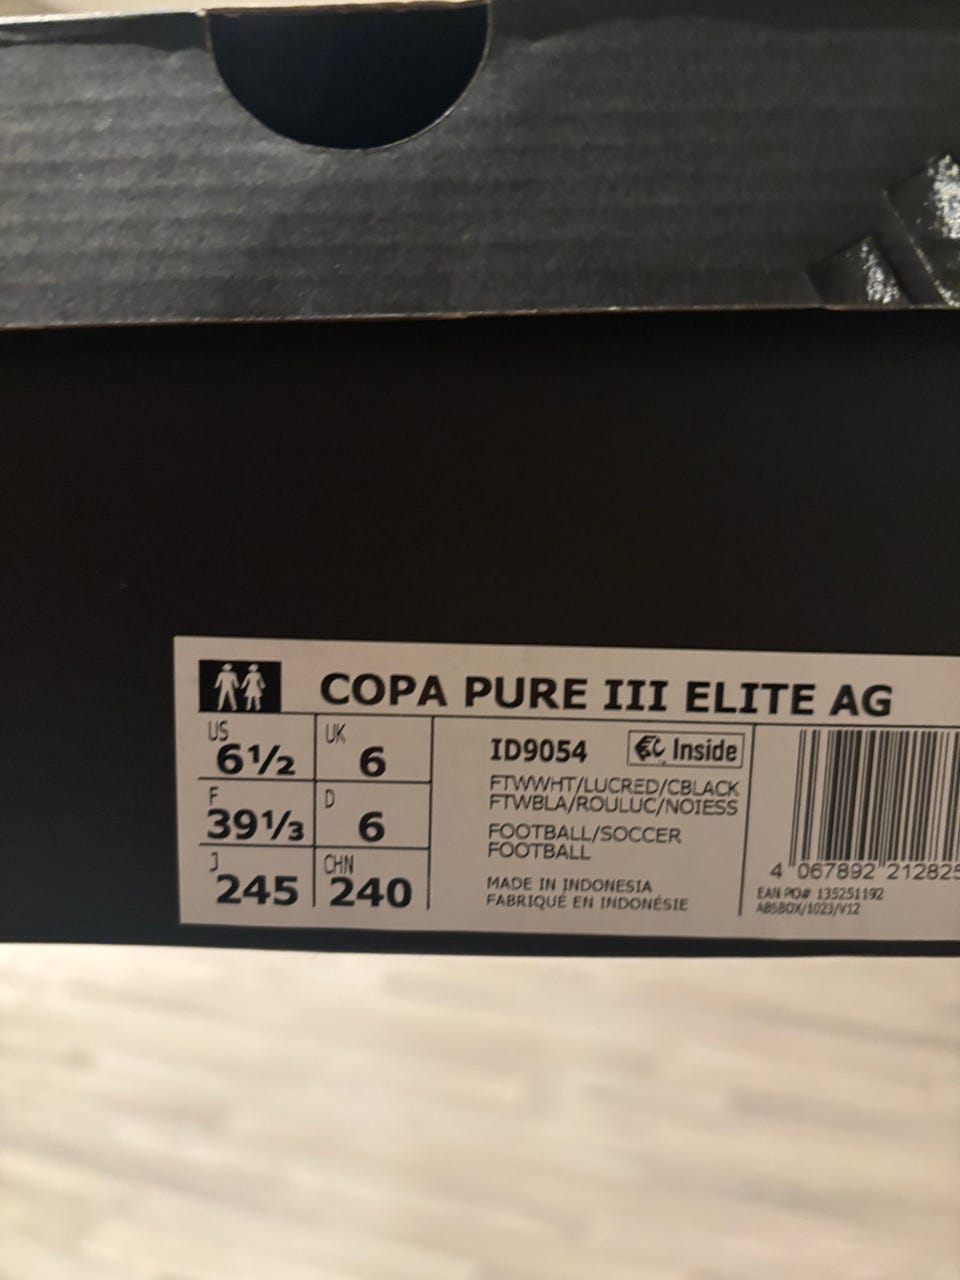 COPA PURE III ELITE AG
US 6½ UK 6
F 39⅓ D 6
J 245 CHN 240
ID9054 Inside
FTWWHT/LUCRED/CBLACK
FTWBLA/ROULUC/NOIESS
FOOTBALL/SOCCER
FOOTBALL
MADE IN INDONESIA
FABRIQUÉ EN INDONÉSIE
4 067892 212825
EAN PO# 135251192
ABSBOX/1023/V12